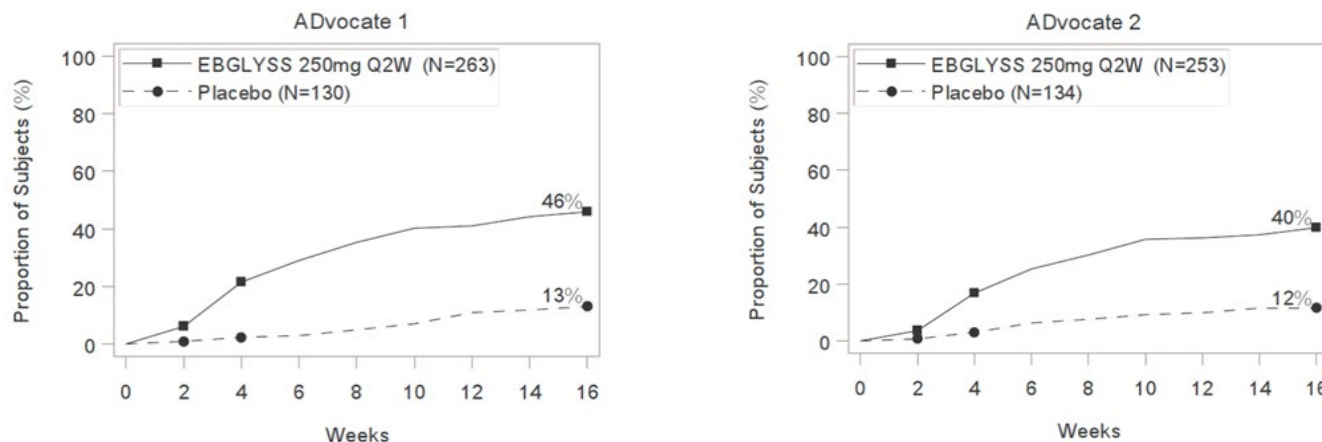 ADvocate 1
EBGLYSS 250mg Q2W (N=263)
Placebo (N=130)
Proportion of Subjects (%)
100
80
60
40
20
0
46%
13%
0 2 4 6 8 10 12 14 16
Weeks
ADvocate 2
EBGLYSS 250mg Q2W (N=253)
Placebo (N=134)
Proportion of Subjects (%)
100
80
60
40
20
0
40%
12%
0 2 4 6 8 10 12 14 16
Weeks